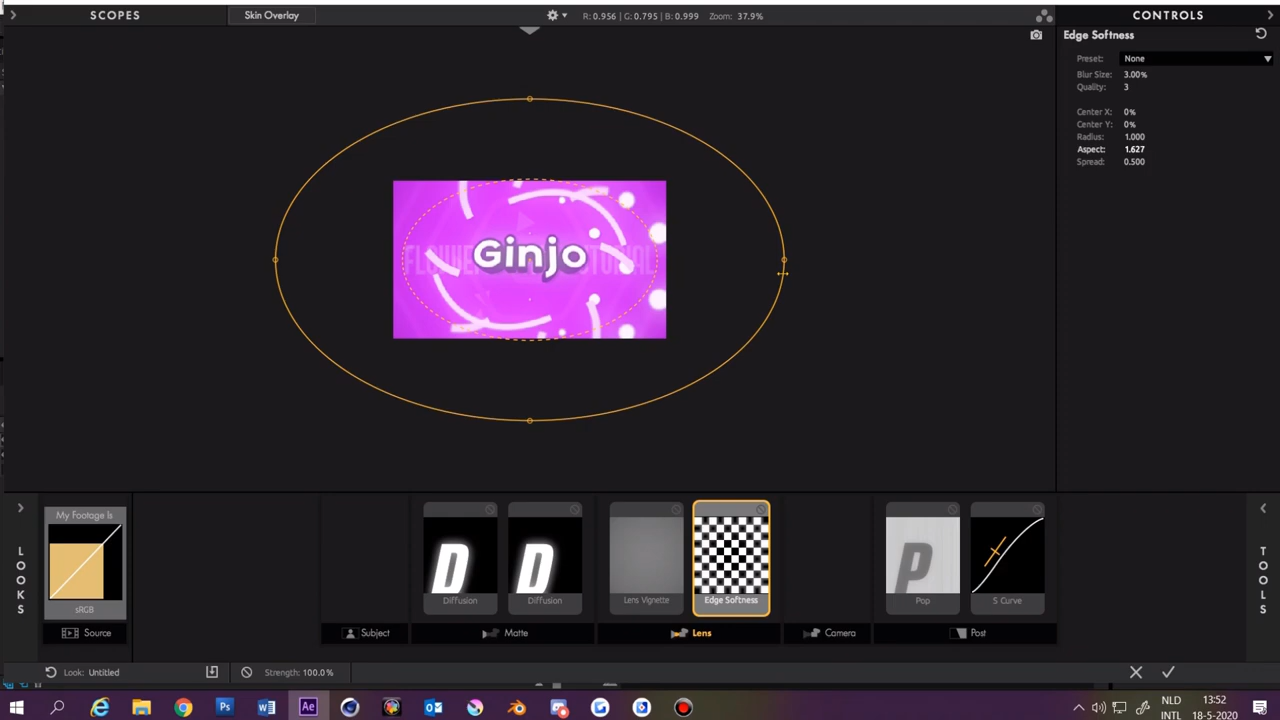 SCOPES
Skin Overlay
R: 0.956 | G: 0.795 | B: 0.999 Zoom: 37.9%
CONTROLS
Edge Softness
Preset: None
Blur Size: 3.00%
Quality: 3
Center X: 0%
Center Y: 0%
Radius: 1.000
Aspect: 1.627
Spread: 0.500
Ginjo
My Footage Is
sRGB
Source
LOOKS
D
Diffusion
D
Diffusion
Lens Vignette
Edge Softness
P
Pop
S Curve
Subject
Matte
Lens
Camera
Post
TOOLS
Look: Untitled
Strength: 100.0%
Ps
Ae
NLD
INTL
13:52
18-5-2020